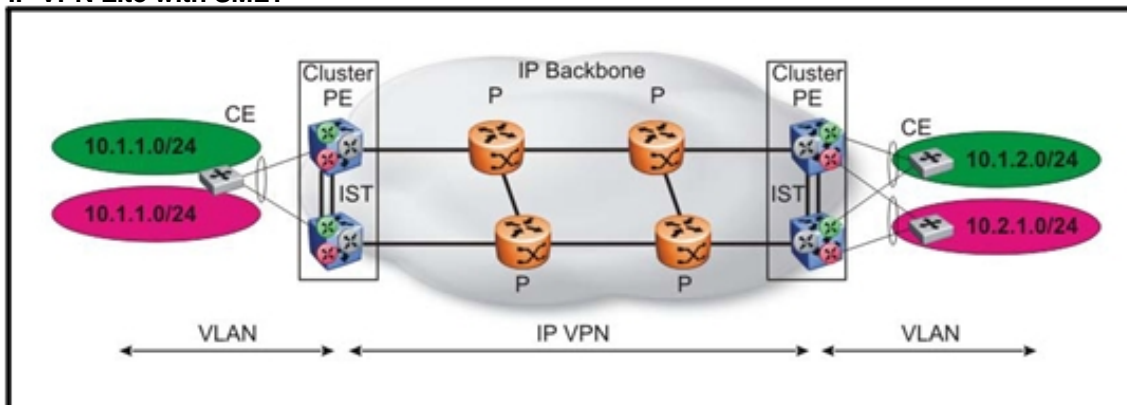 Cluster
PE
IP Backbone
Cluster
PE
P
P
CE
CE
10.1.1.0/24
10.1.2.0/24
IST
IST
10.1.1.0/24
10.2.1.0/24
P
P
VLAN
IP VPN
VLAN